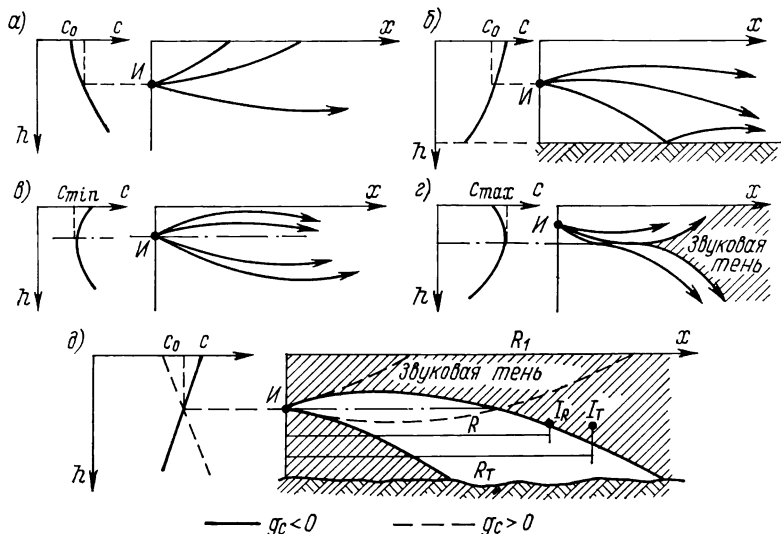 а) c₀ c x
И
h
б) c₀ c x
И
h
в) c_min c x
И
h
г) c_max c x
И
Звуковая тень
h
д) c₀ c R₁ x
Звуковая тень
И
I_R I_T
R
R_T
h
g_c<0 g_c>0